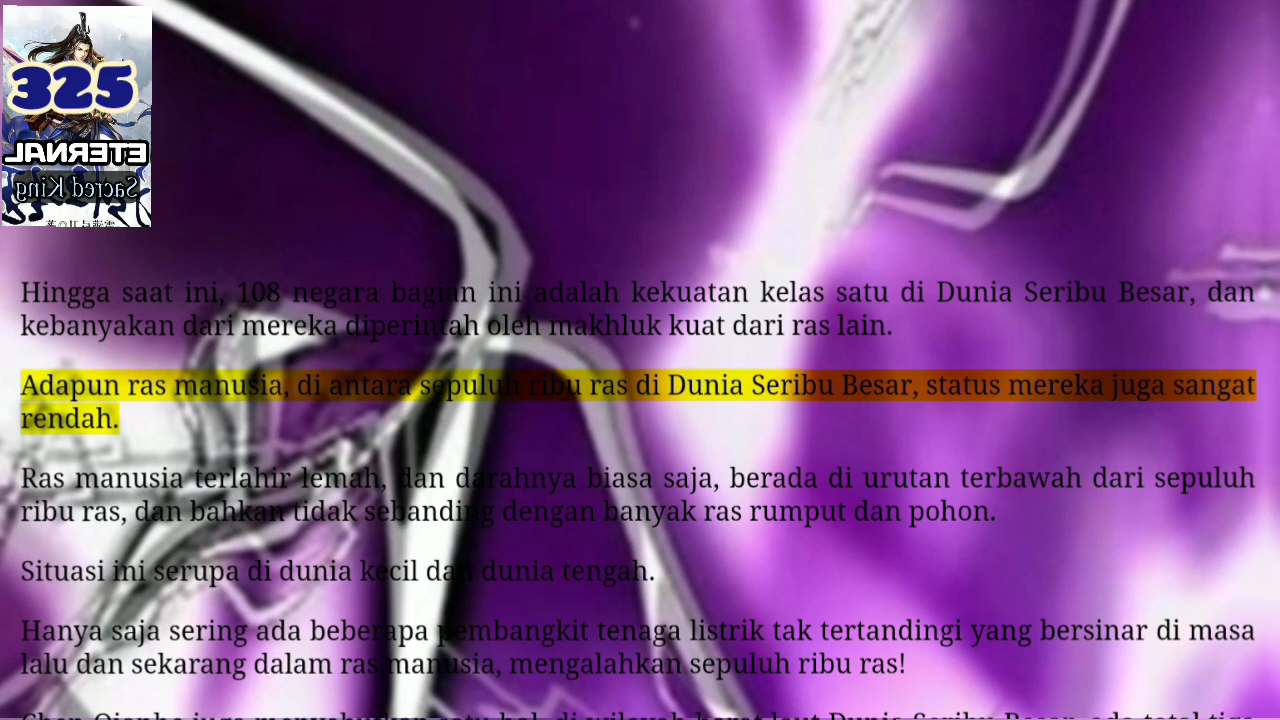 325
ETERNAL
Sacred King
Hingga saat ini, 108 negara bagian ini adalah kekuatan kelas satu di Dunia Seribu Besar, dan
kebanyakan dari mereka diperintah oleh makhluk kuat dari ras lain.
Adapun ras manusia, di antara sepuluh ribu ras di Dunia Seribu Besar, status mereka juga sangat
rendah.
Ras manusia terlahir lemah, dan darahnya biasa saja, berada di urutan terbawah dari sepuluh
ribu ras, dan bahkan tidak sebanding dengan banyak ras rumput dan pohon.
Situasi ini serupa di dunia kecil dan dunia tengah.
Hanya saja sering ada beberapa pembangkit tenaga listrik tak tertandingi yang bersinar di masa
lalu dan sekarang dalam ras manusia, mengalahkan sepuluh ribu ras!